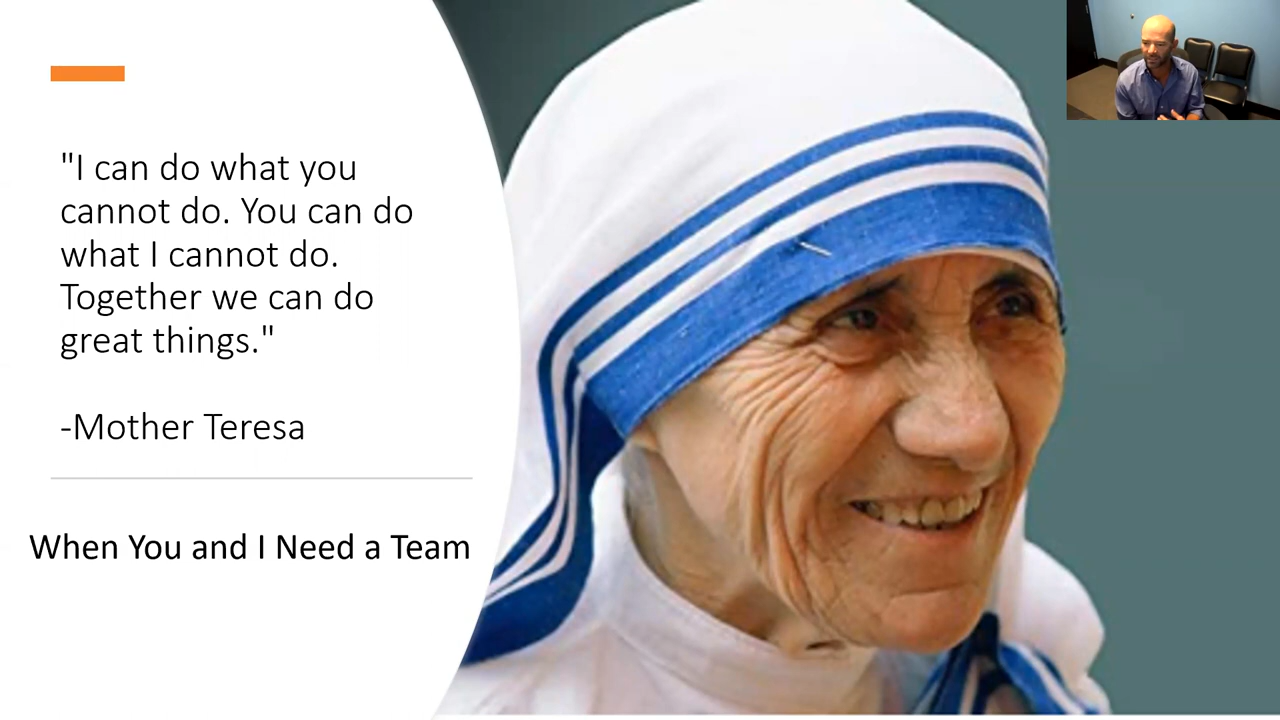 "I can do what you
cannot do. You can do
what I cannot do.
Together we can do
great things."
-Mother Teresa
When You and I Need a Team